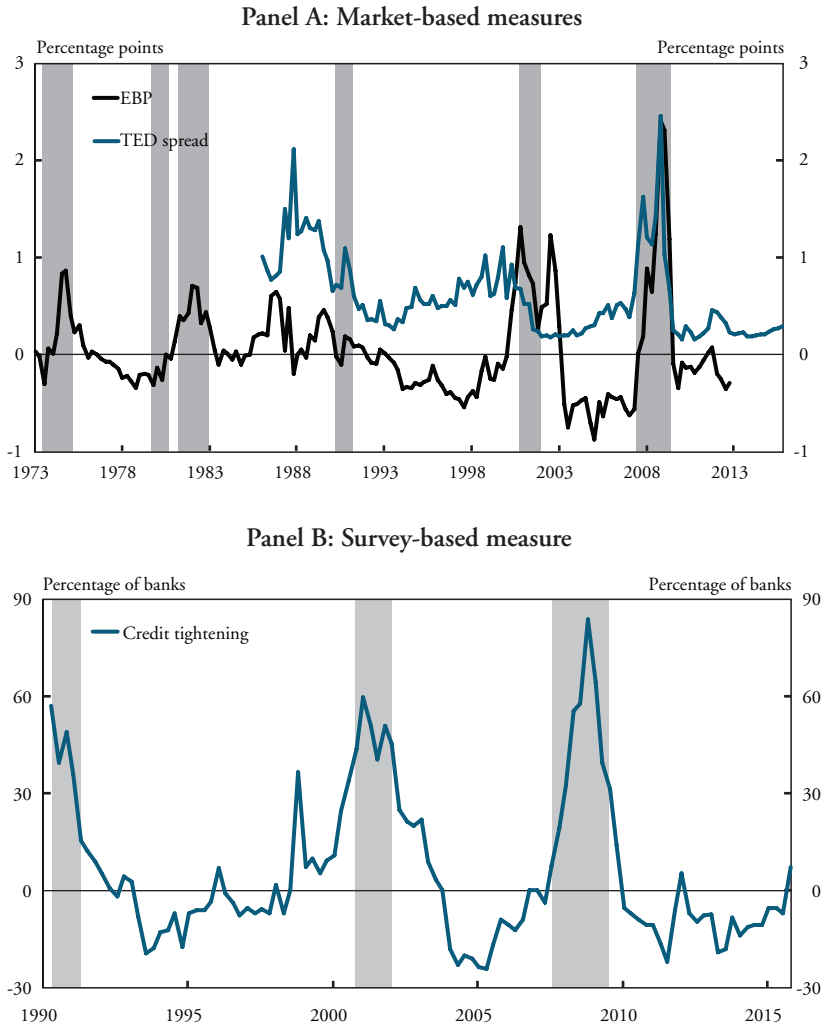 Panel A: Market-based measures
Percentage points Percentage points
3 3
EBP
TED spread
2 2
1 1
0 0
-1 -1
1973 1978 1983 1988 1993 1998 2003 2008 2013
Panel B: Survey-based measure
Percentage of banks Percentage of banks
90 90
Credit tightening
60 60
30 30
0 0
-30 -30
1990 1995 2000 2005 2010 2015